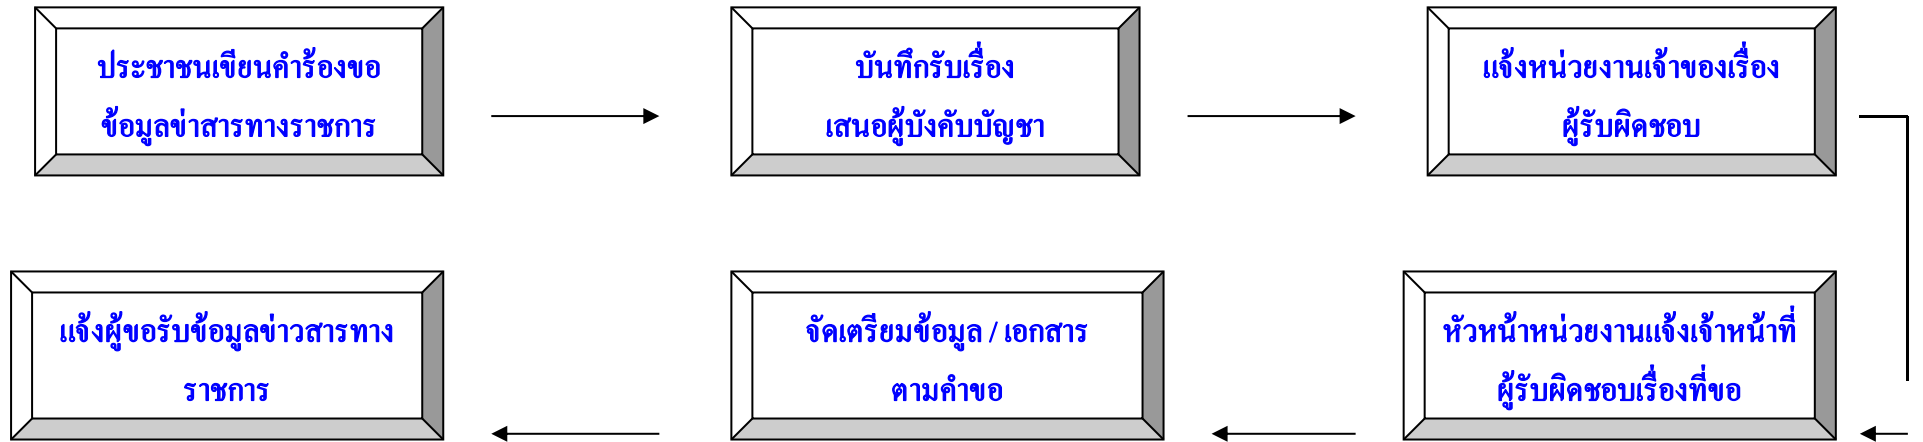 ประชาชนเขียนคำร้องขอ
ข้อมูลข่าสารทางราชการ
บันทึกรับเรื่อง
เสนอผู้บังคับบัญชา
แจ้งหน่วยงานเจ้าของเรื่อง
ผู้รับผิดชอบ
หัวหน้าหน่วยงานแจ้งเจ้าหน้าที่
ผู้รับผิดชอบเรื่องที่ขอ
จัดเตรียมข้อมูล / เอกสาร
ตามคำขอ
แจ้งผู้ขอรับข้อมูลข่าวสารทาง
ราชการ